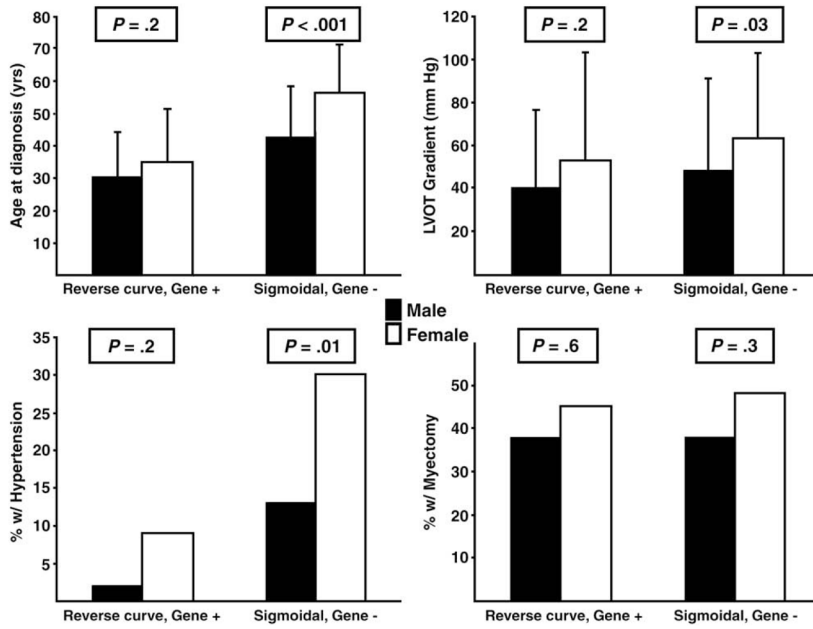 80
70
60
50
40
30
20
10
Age at diagnosis (yrs)
P = .2
P < .001
Reverse curve, Gene +
Sigmoidal, Gene -
120
100
80
60
40
20
LVOT Gradient (mm Hg)
P = .2
P = .03
Reverse curve, Gene +
Sigmoidal, Gene -
Male
Female
35
30
25
20
15
10
5
% w/ Hypertension
P = .2
P = .01
Reverse curve, Gene +
Sigmoidal, Gene -
50
40
30
20
10
% w/ Myectomy
P = .6
P = .3
Reverse curve, Gene +
Sigmoidal, Gene -